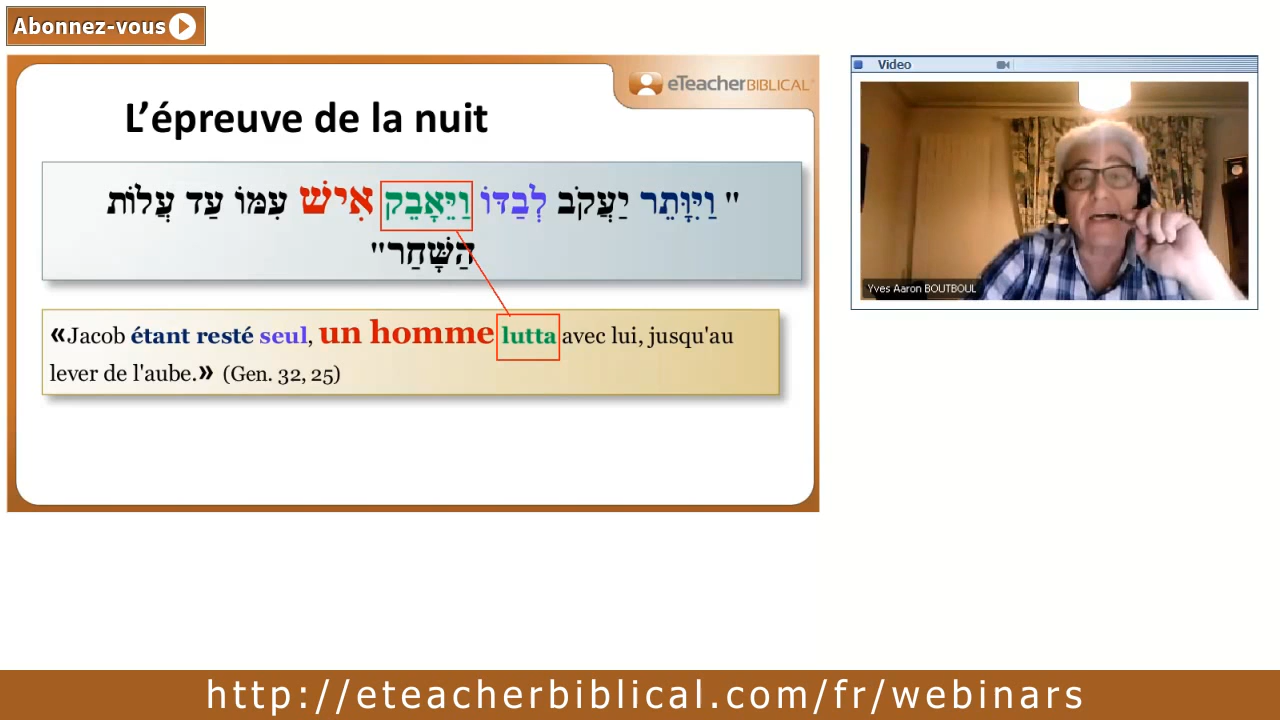 Abonnez-vous
eTeacherBIBLICAL
L'épreuve de la nuit
" וַיִּוָּתֵר יַעֲקֹב לְבַדּוֹ וַיֵּאָבֵק אִישׁ עִמּוֹ עַד עֲלוֹת
הַשָּׁחַר"
«Jacob étant resté seul, un homme lutta avec lui, jusqu'au
lever de l'aube.» (Gen. 32, 25)
Video
Yves Aaron BOUTBOUL
http://eteacherbiblical.com/fr/webinars